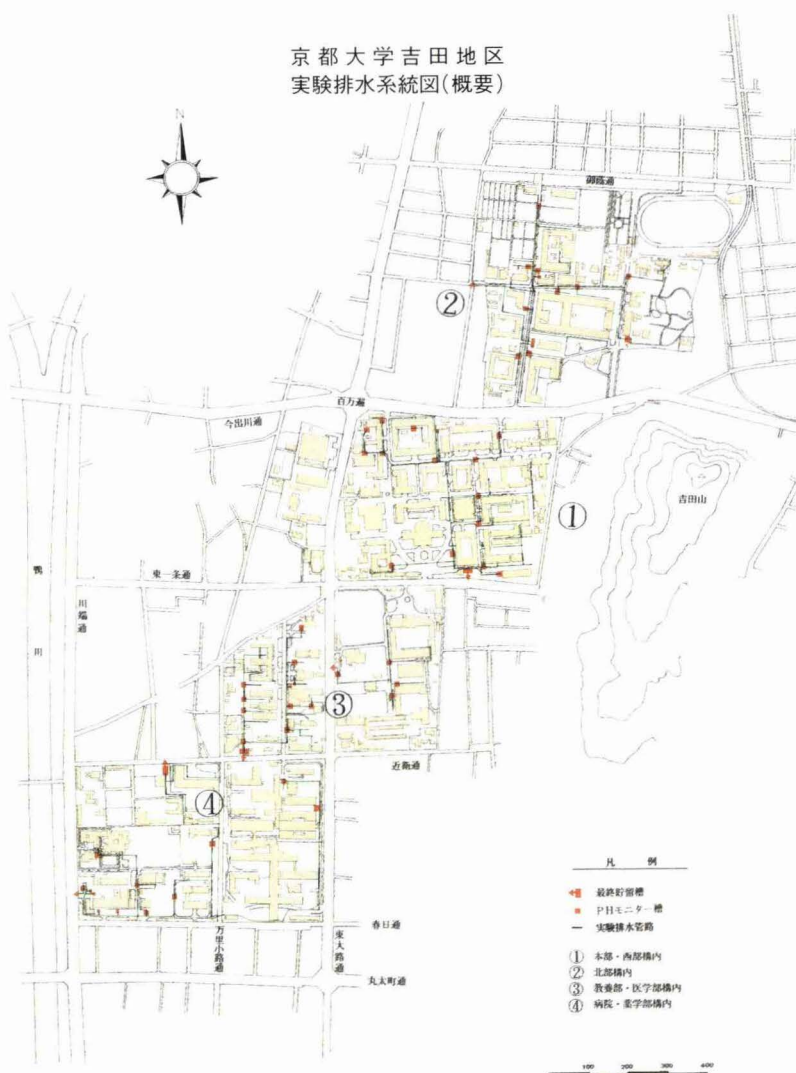 京都大学吉田地区
実験排水系統図(概要)
N
御蔭通
②
百万遍
今出川通
①
吉田山
東一条通
鴨川
川端通
③
近衛通
④
凡 例
最終貯留槽
PHモニター槽
実験排水管路
① 本部・西部構内
② 北部構内
③ 教養部・医学部構内
④ 病院・薬学部構内
春日通
万里小路通
東大路通
丸太町通
100 200 300 400